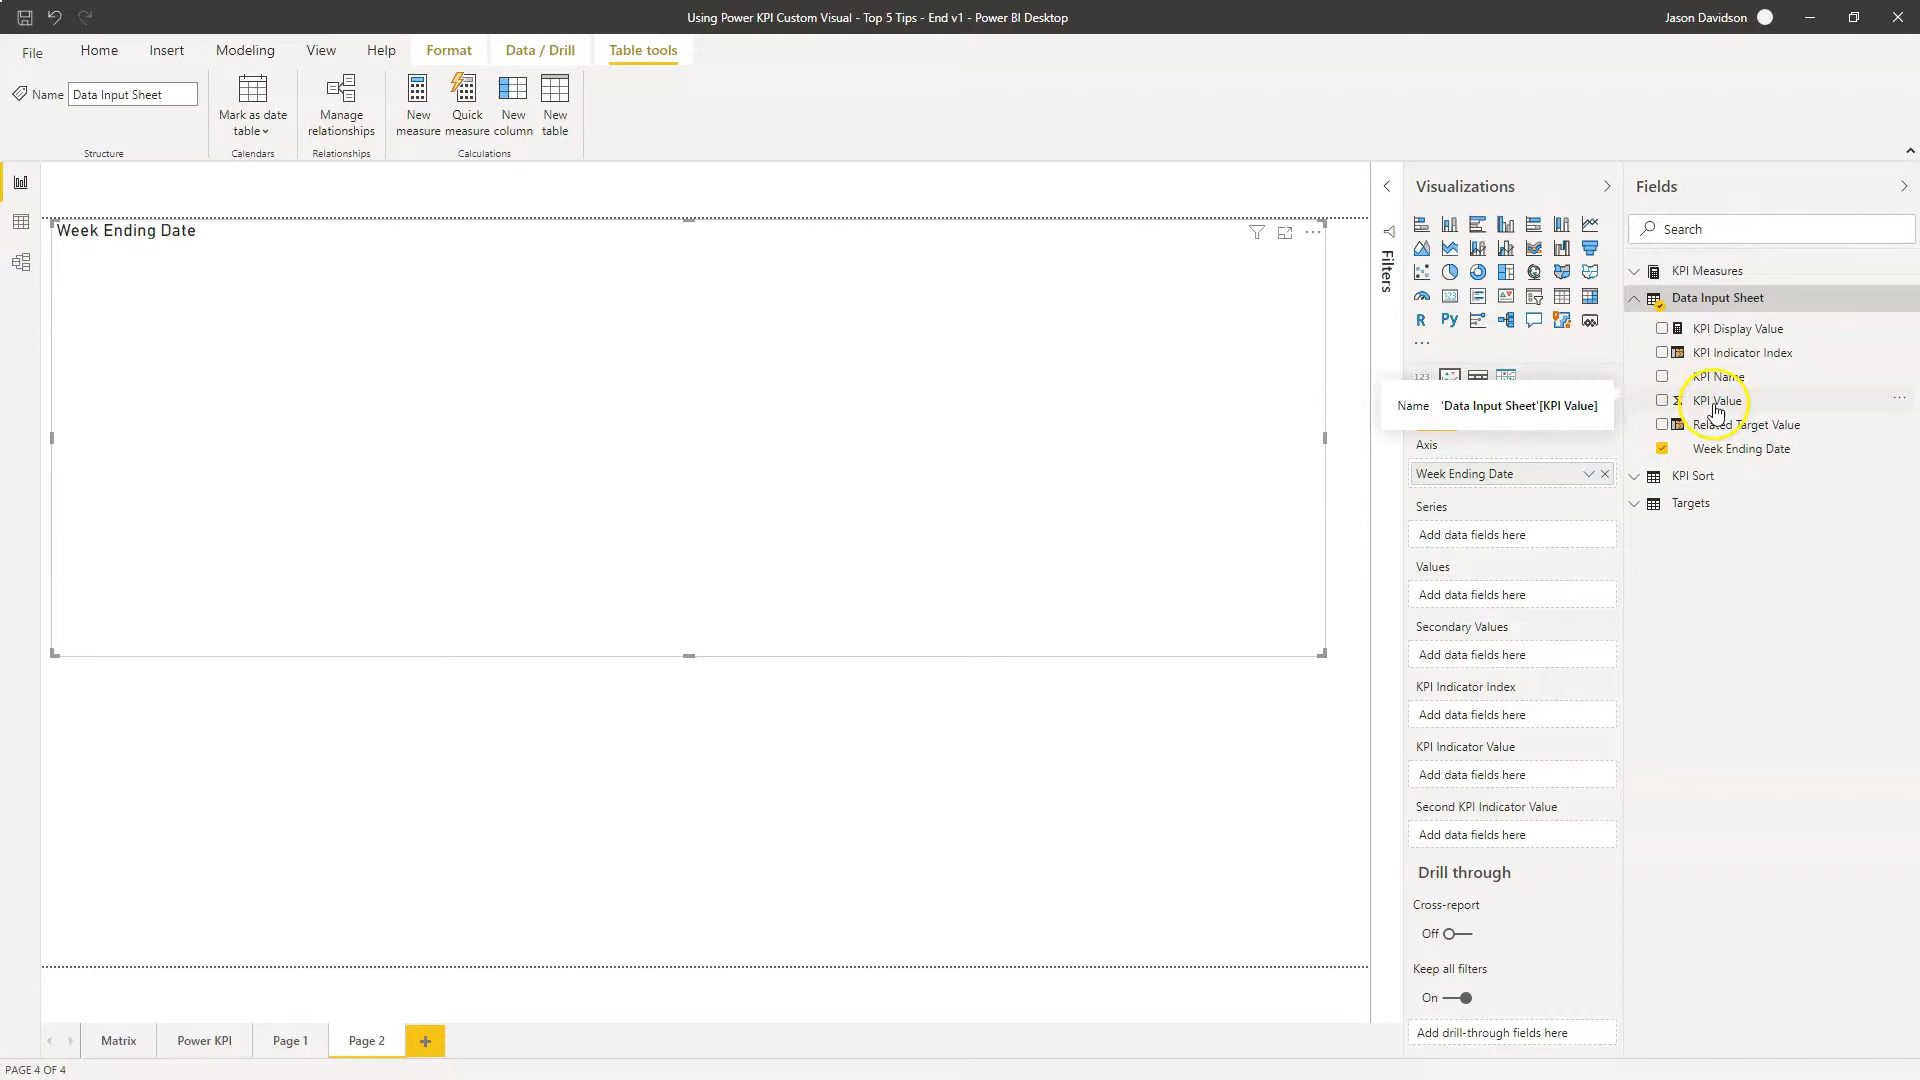 Using Power KPI Custom Visual - Top 5 Tips - End v1 - Power BI Desktop
Jason Davidson
File
Home
Insert
Modeling
View
Help
Format
Data / Drill
Table tools
Name
Data Input Sheet
Mark as date
table
Manage
relationships
New
measure
Quick
measure
New
column
New
table
Structure
Calendars
Relationships
Calculations
Week Ending Date
Filters
Visualizations
123
R
Py
...
123
Name 'Data Input Sheet'[KPI Value]
Axis
Week Ending Date
Series
Add data fields here
Values
Add data fields here
Secondary Values
Add data fields here
KPI Indicator Index
Add data fields here
KPI Indicator Value
Add data fields here
Second KPI Indicator Value
Add data fields here
Drill through
Cross-report
Off
Keep all filters
On
Add drill-through fields here
Fields
Search
KPI Measures
Data Input Sheet
KPI Display Value
KPI Indicator Index
KPI Name
Σ KPI Value
Related Target Value
Week Ending Date
KPI Sort
Targets
Matrix
Power KPI
Page 1
Page 2
PAGE 4 OF 4